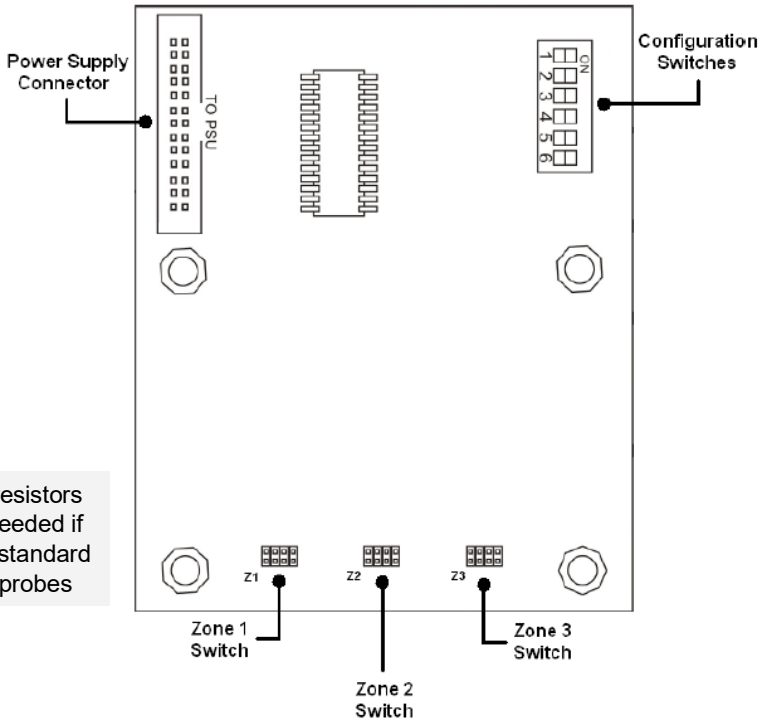 Power Supply
Connector
TO PSU
ON
1
2
3
4
5
6
Configuration
Switches
esistors
eeded if
standard
probes
Z1
Z2
Z3
Zone 1
Switch
Zone 2
Switch
Zone 3
Switch